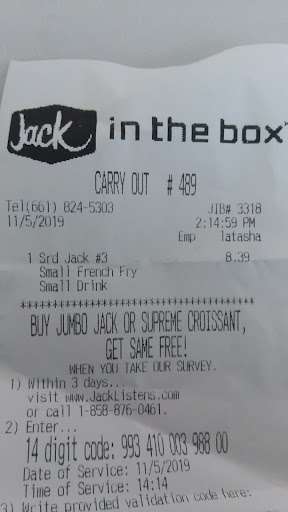 Jack in the box
CARRY OUT # 489
Tel(661) 824-5303 JIB# 3318
11/5/2019 2:14:59 PM
Emp latasha
1 Srd Jack #3 8.39
Small French Fry
Small Drink
****************************************
BUY JUMBO JACK OR SUPREME CROISSANT,
GET SAME FREE!
WHEN YOU TAKE OUR SURVEY.
1) Within 3 days...
visit www.JackListens.com
or call 1-858-876-0461.
2) Enter...
14 digit code: 993 410 003 988 00
Date of Service: 11/5/2019
Time of Service: 14:14
3) Write provided validation code here: